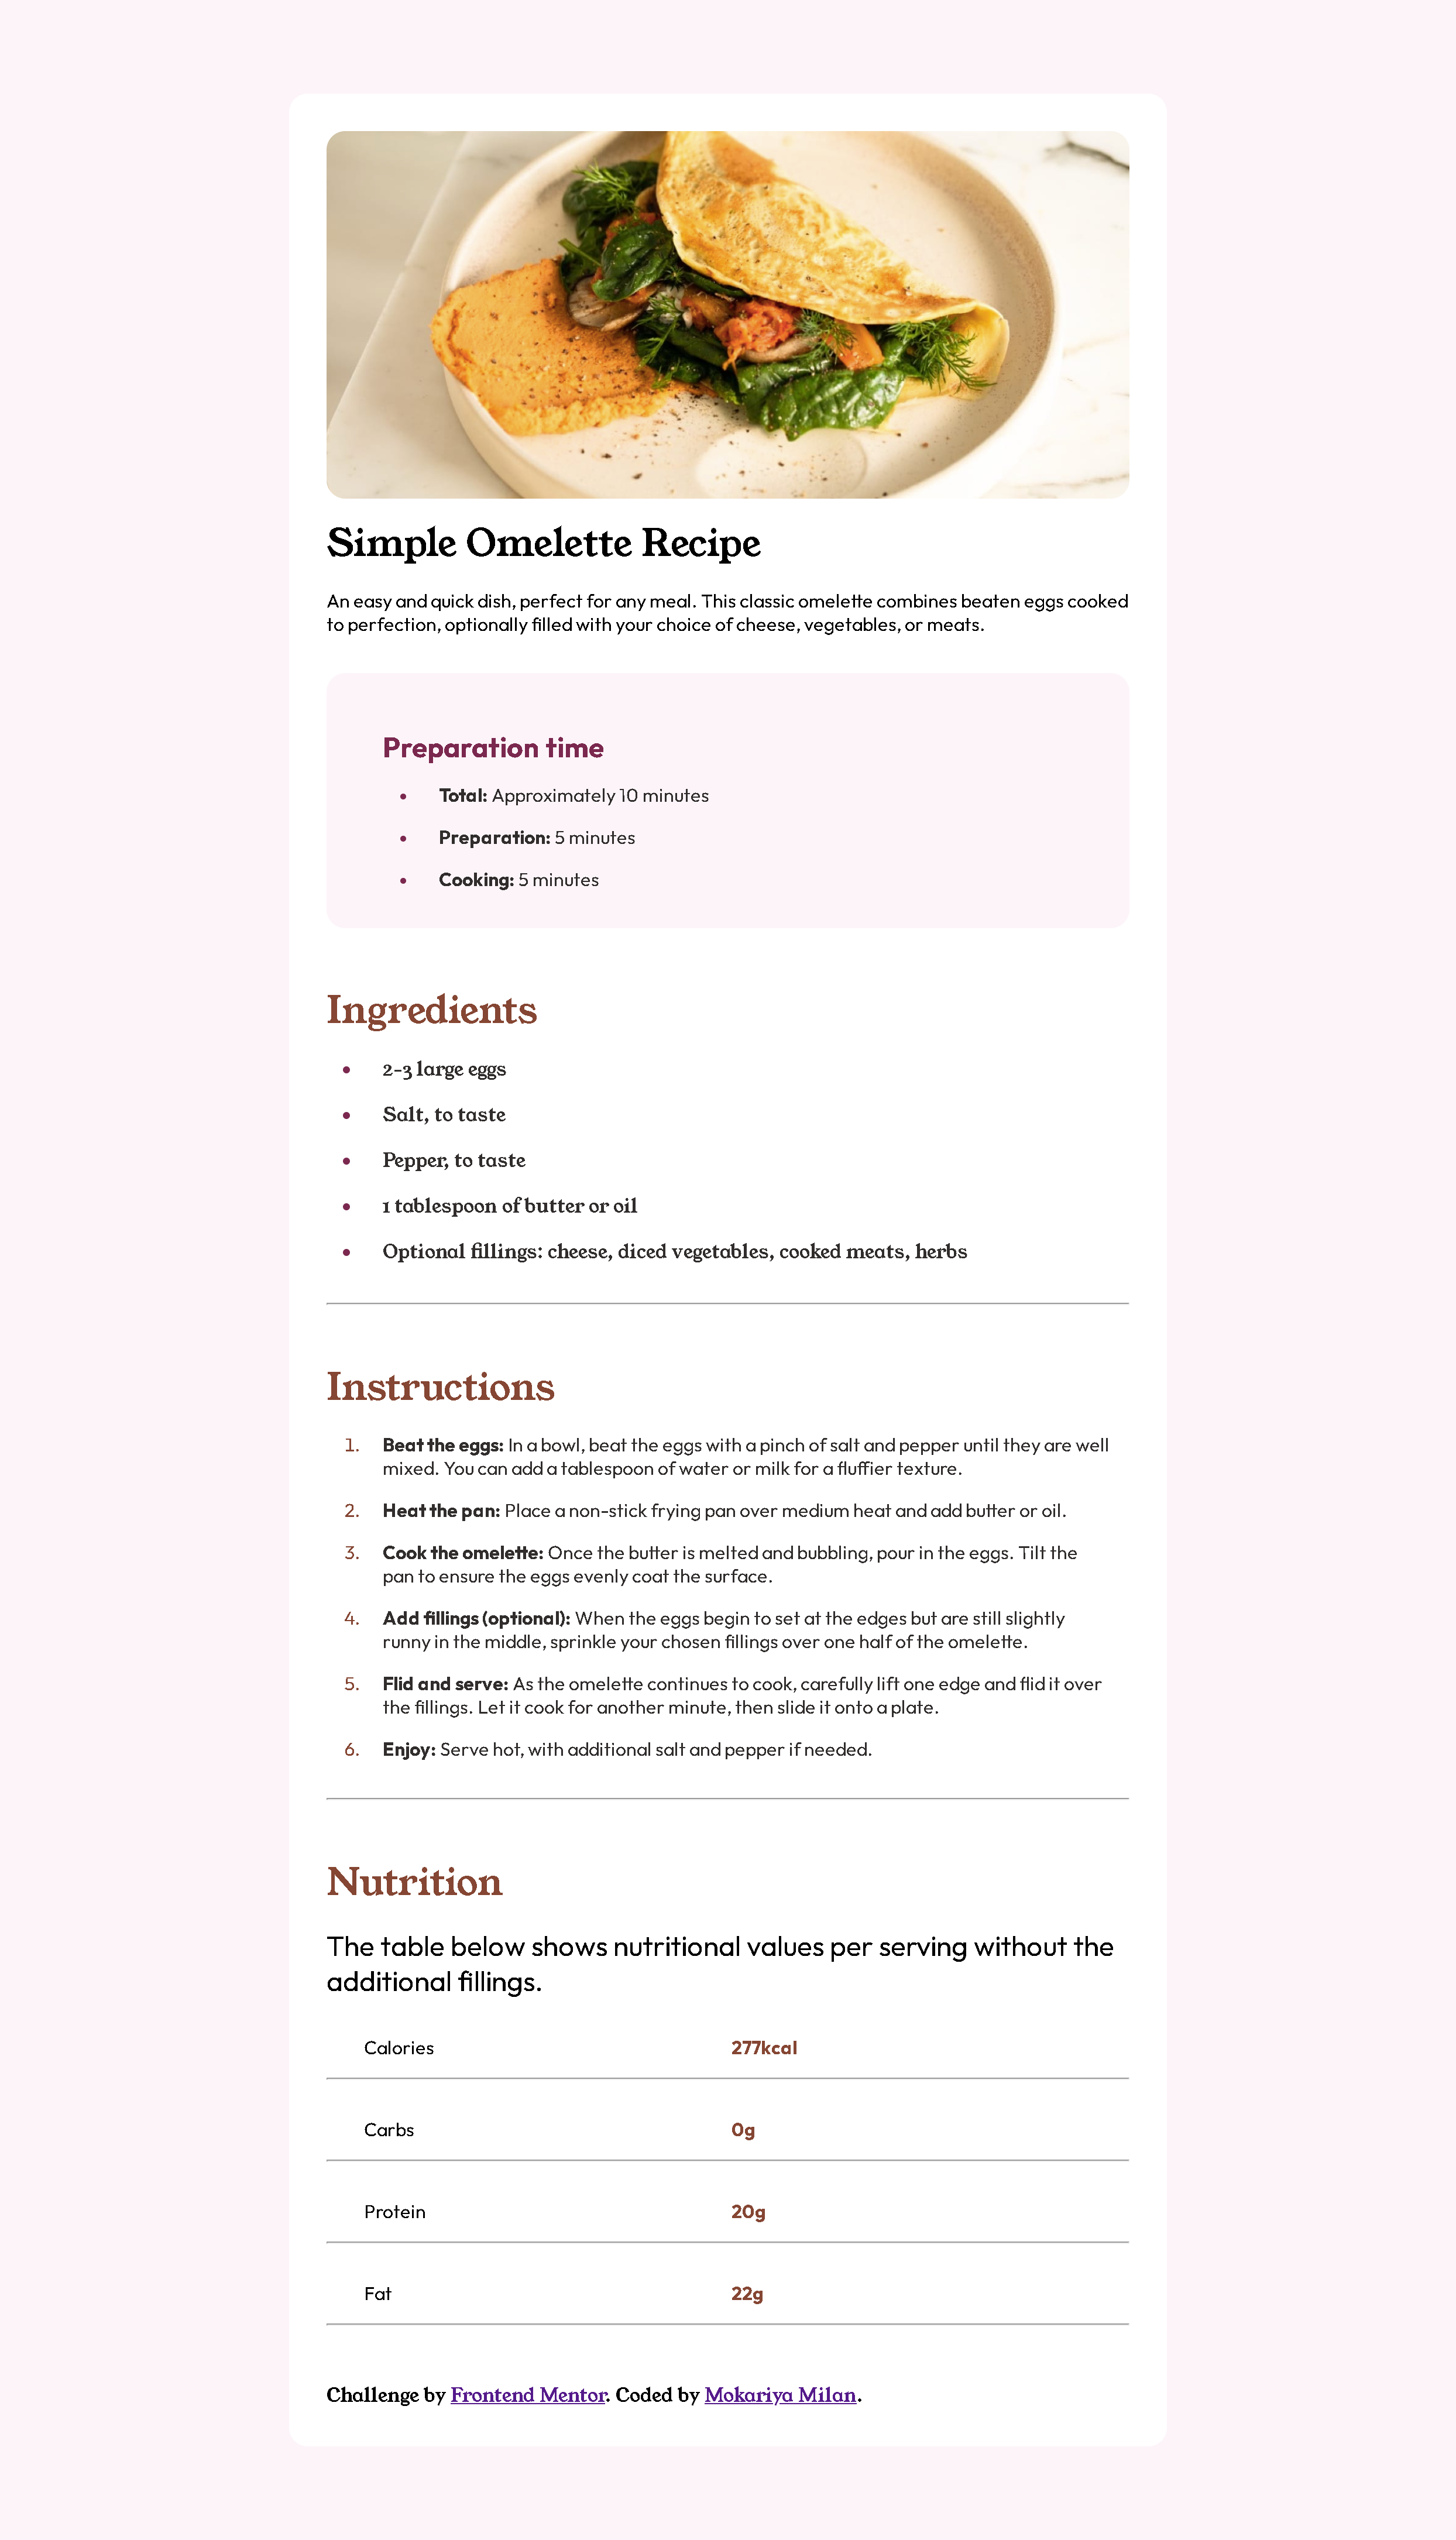 Simple Omelette Recipe
An easy and quick dish, perfect for any meal. This classic omelette combines beaten eggs cooked
to perfection, optionally filled with your choice of cheese, vegetables, or meats.
Preparation time
• Total: Approximately 10 minutes
• Preparation: 5 minutes
• Cooking: 5 minutes
Ingredients
• 2-3 large eggs
• Salt, to taste
• Pepper, to taste
• 1 tablespoon of butter or oil
• Optional fillings: cheese, diced vegetables, cooked meats, herbs
Instructions
1. Beat the eggs: In a bowl, beat the eggs with a pinch of salt and pepper until they are well
mixed. You can add a tablespoon of water or milk for a fluffier texture.
2. Heat the pan: Place a non-stick frying pan over medium heat and add butter or oil.
3. Cook the omelette: Once the butter is melted and bubbling, pour in the eggs. Tilt the
pan to ensure the eggs evenly coat the surface.
4. Add fillings (optional): When the eggs begin to set at the edges but are still slightly
runny in the middle, sprinkle your chosen fillings over one half of the omelette.
5. Flid and serve: As the omelette continues to cook, carefully lift one edge and flid it over
the fillings. Let it cook for another minute, then slide it onto a plate.
6. Enjoy: Serve hot, with additional salt and pepper if needed.
Nutrition
The table below shows nutritional values per serving without the
additional fillings.
Calories 277kcal
Carbs 0g
Protein 20g
Fat 22g
Challenge by Frontend Mentor. Coded by Mokariya Milan.